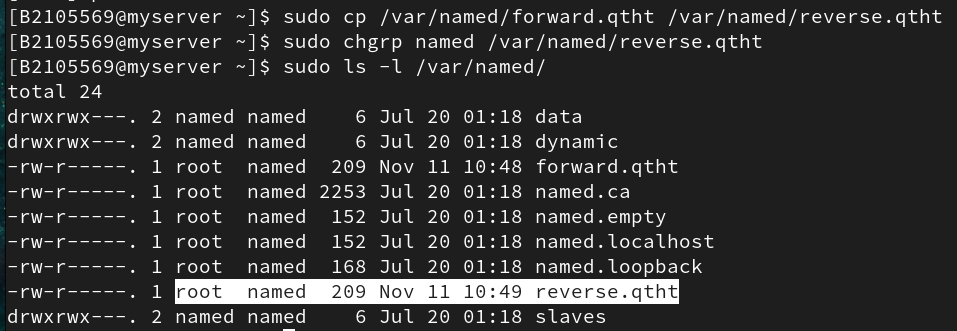 [B2105569@myserver ~]$ sudo cp /var/named/forward.qtht /var/named/reverse.qtht
[B2105569@myserver ~]$ sudo chgrp named /var/named/reverse.qtht
[B2105569@myserver ~]$ sudo ls -l /var/named/
total 24
drwxrwx---. 2 named named    6 Jul 20 01:18 data
drwxrwx---. 2 named named    6 Jul 20 01:18 dynamic
-rw-r-----. 1 root  named  209 Nov 11 10:48 forward.qtht
-rw-r-----. 1 root  named 2253 Jul 20 01:18 named.ca
-rw-r-----. 1 root  named  152 Jul 20 01:18 named.empty
-rw-r-----. 1 root  named  152 Jul 20 01:18 named.localhost
-rw-r-----. 1 root  named  168 Jul 20 01:18 named.loopback
-rw-r-----. 1 root  named  209 Nov 11 10:49 reverse.qtht
drwxrwx---. 2 named named    6 Jul 20 01:18 slaves